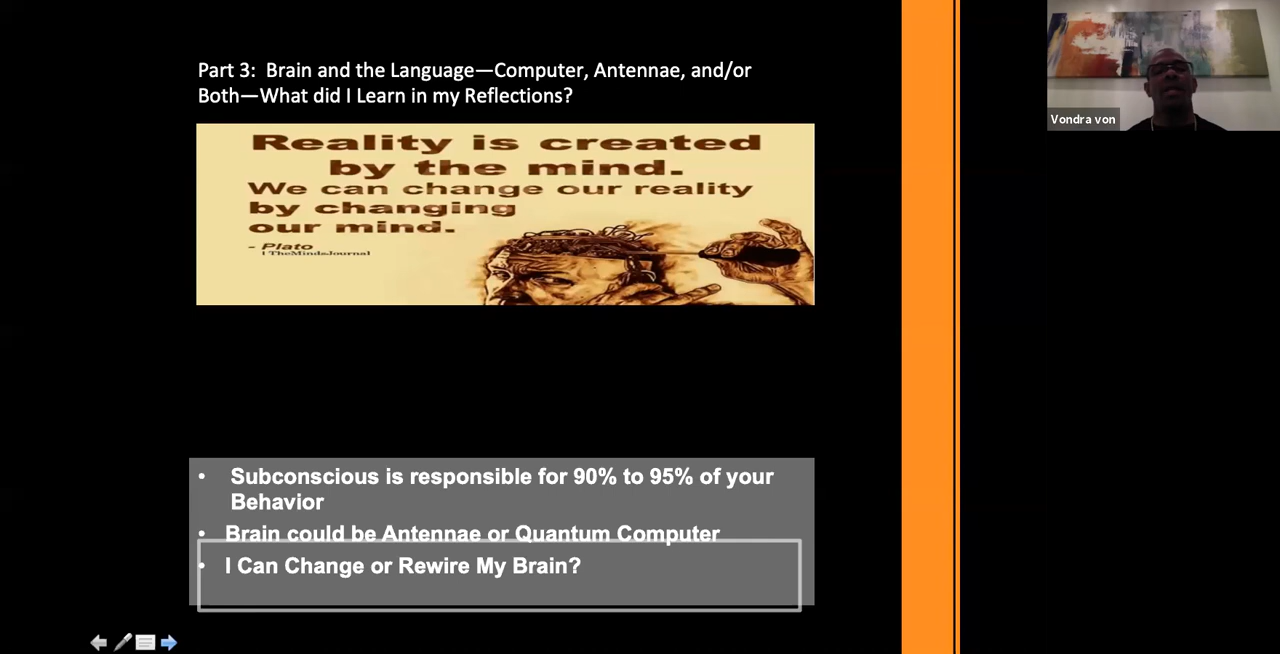 Part 3:  Brain and the Language—Computer, Antennae, and/or
Both—What did I Learn in my Reflections?
Reality is created
by the mind.
We can change our reality
by changing
our mind.
- Plato
| TheMindsJournal
• Subconscious is responsible for 90% to 95% of your
Behavior
• Brain could be Antennae or Quantum Computer
• I Can Change or Rewire My Brain?
Vondra von